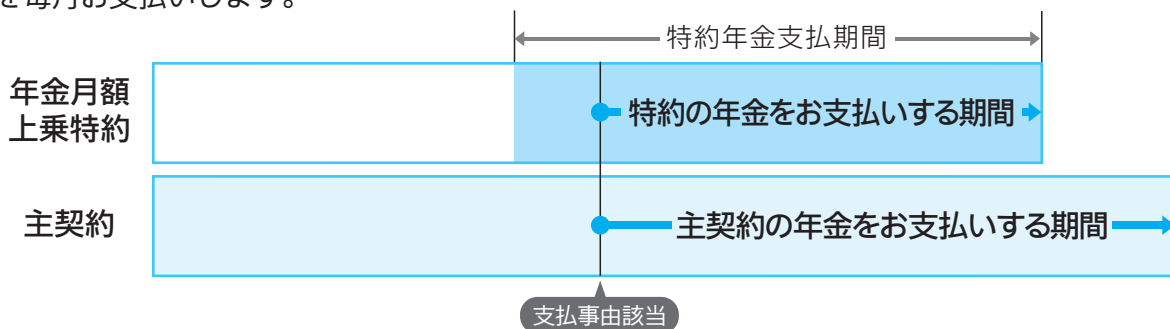 を毎月お支払いします。
特約年金支払期間
年金月額
上乗特約
特約の年金をお支払いする期間
主契約
主契約の年金をお支払いする期間
支払事由該当